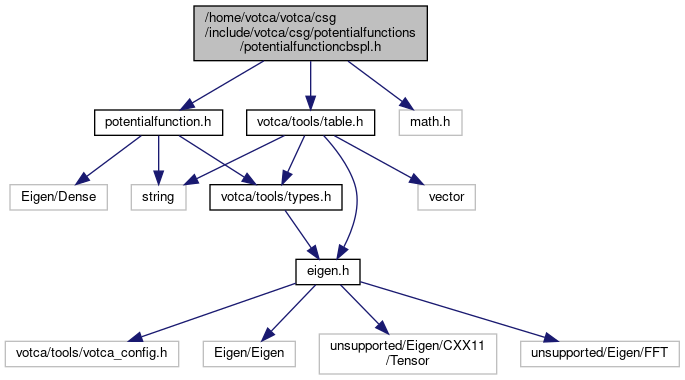 /home/votca/votca/csg
/include/votca/csg/potentialfunctions
/potentialfunctioncbspl.h
potentialfunction.h
votca/tools/table.h
math.h
Eigen/Dense
string
votca/tools/types.h
vector
eigen.h
votca/tools/votca_config.h
Eigen/Eigen
unsupported/Eigen/CXX11
/Tensor
unsupported/Eigen/FFT